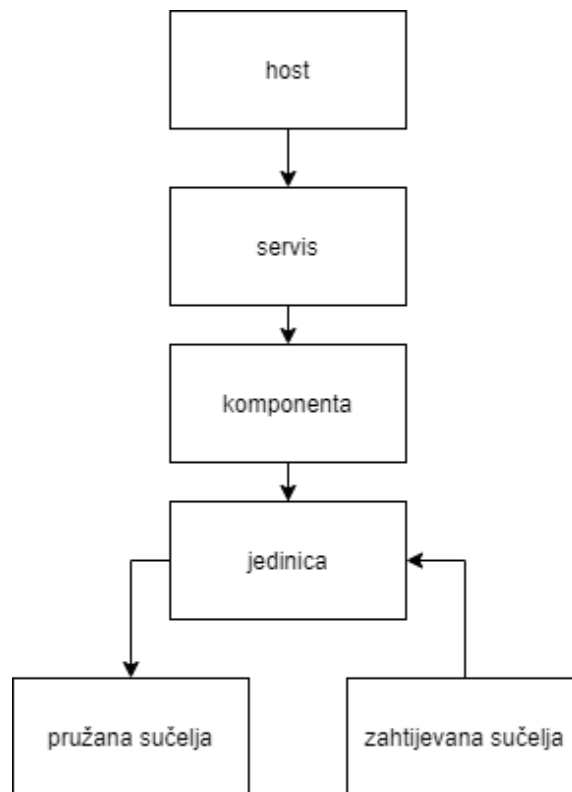 host
servis
komponenta
jedinica
pružana sučelja
zahtijevana sučelja